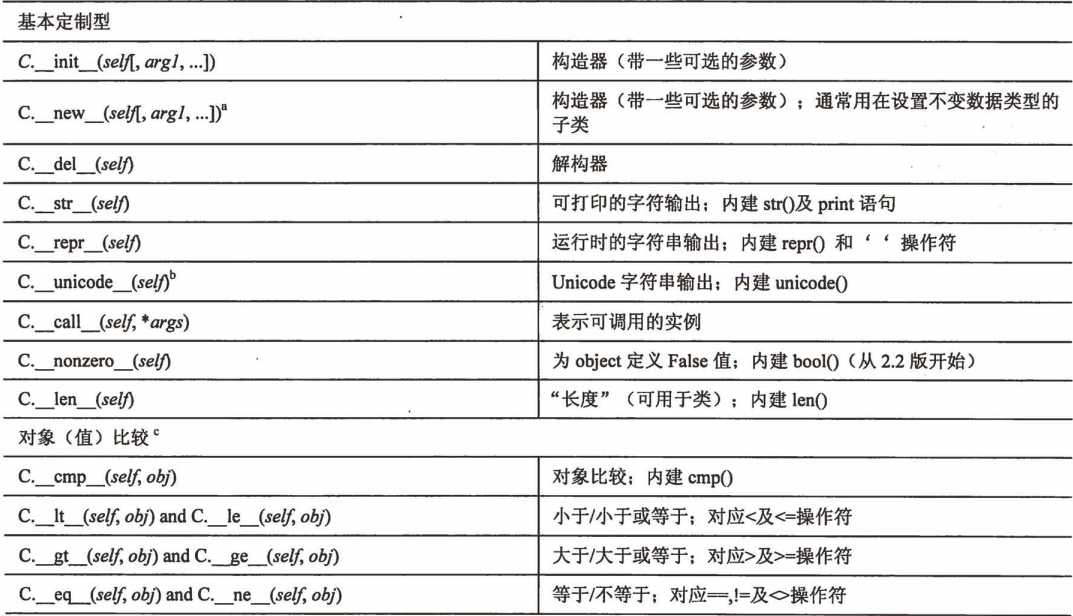 基本定制型
C.__init__(self[, arg1, ...])
构造器（带一些可选的参数）
C.__new__(self[, arg1, ...])a
构造器（带一些可选的参数）；通常用在设置不变数据类型的
子类
C.__del__(self)
解构器
C.__str__(self)
可打印的字符输出；内建 str()及 print 语句
C.__repr__(self)
运行时的字符串输出；内建 repr() 和 ‘ ‘ 操作符
C.__unicode__(self)b
Unicode 字符串输出；内建 unicode()
C.__call__(self, *args)
表示可调用的实例
C.__nonzero__(self)
为 object 定义 False 值；内建 bool()（从 2.2 版开始）
C.__len__(self)
“长度”（可用于类）；内建 len()
对象（值）比较c
C.__cmp__(self, obj)
对象比较；内建 cmp()
C.__lt__(self, obj) and C.__le__(self, obj)
小于/小于或等于；对应<及<=操作符
C.__gt__(self, obj) and C.__ge__(self, obj)
大于/大于或等于；对应>及>=操作符
C.__eq__(self, obj) and C.__ne__(self, obj)
等于/不等于；对应==,!=及<>操作符